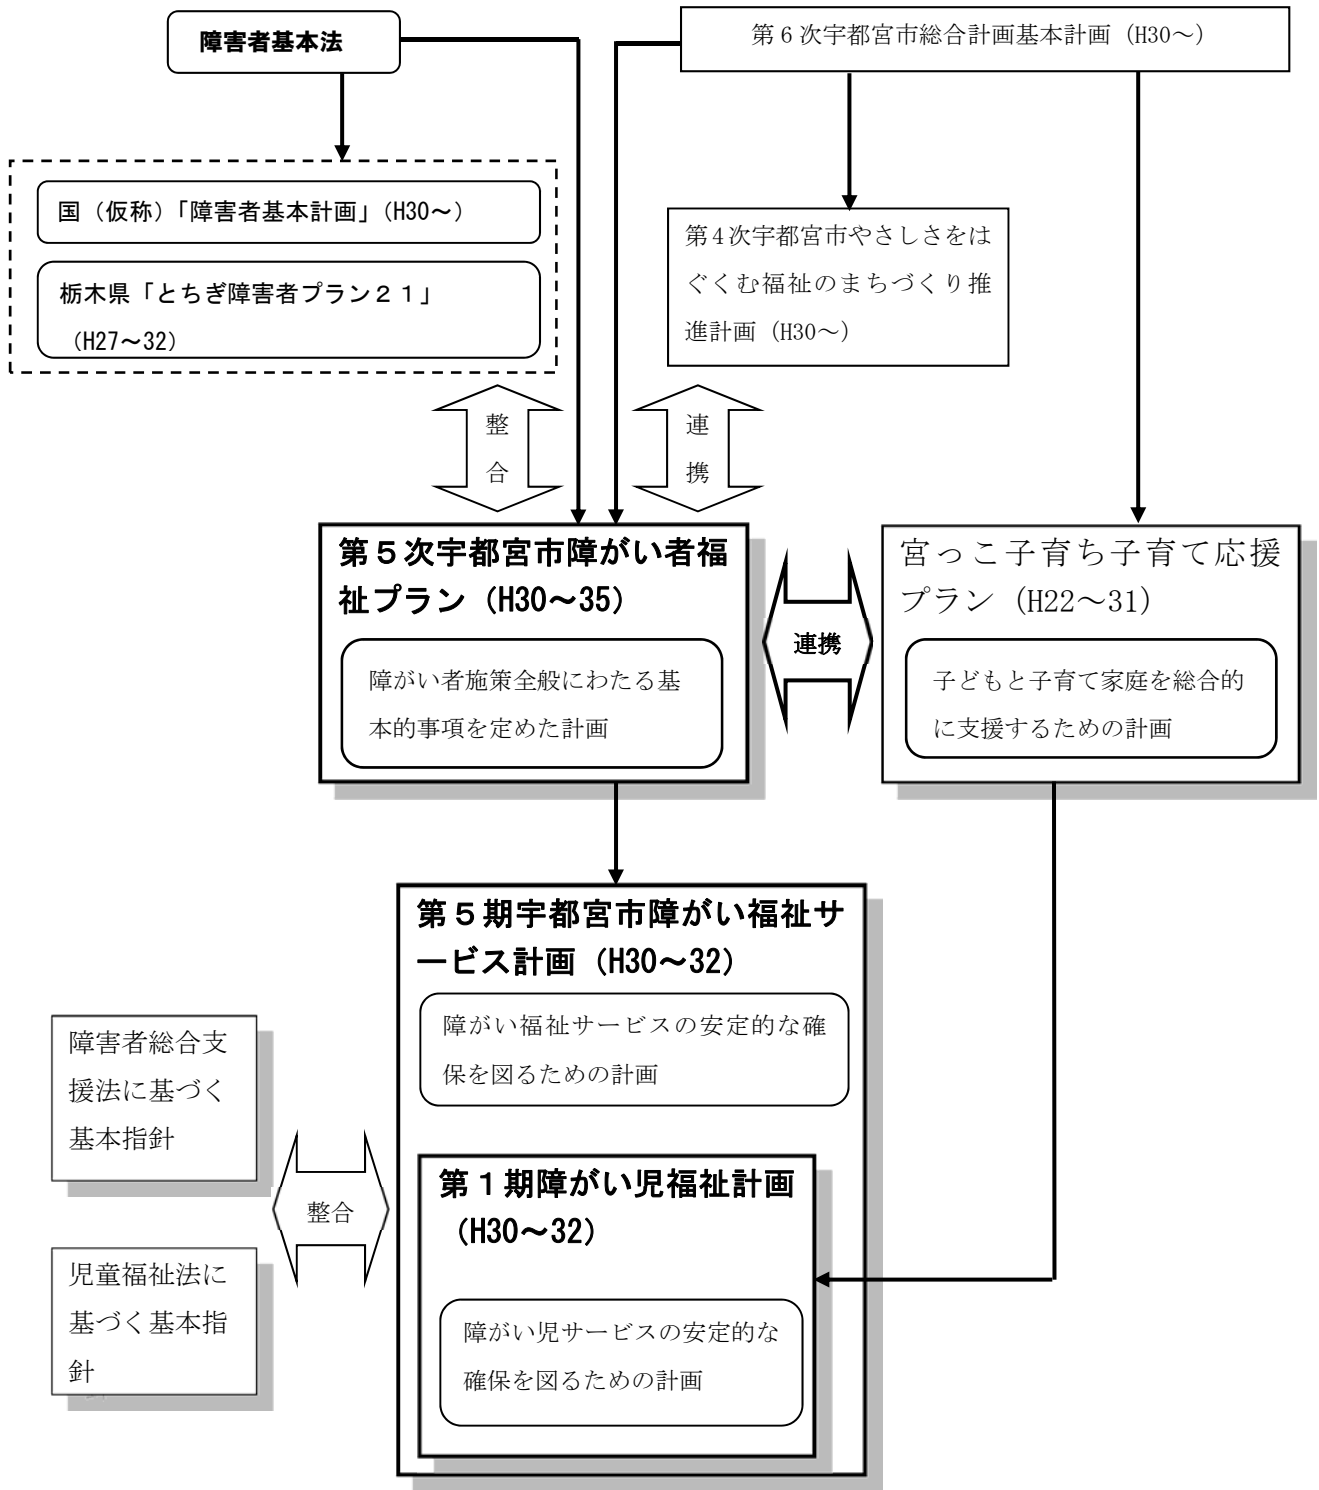 障害者基本法
第６次宇都宮市総合計画基本計画（H30～）
国（仮称）「障害者基本計画」（H30～）
栃木県「とちぎ障害者プラン２１」
（H27～32）
第4次宇都宮市やさしさをは
ぐくむ福祉のまちづくり推
進計画（H30～）
整
合
連
携
第５次宇都宮市障がい者福
祉プラン（H30～35）
障がい者施策全般にわたる基
本的事項を定めた計画
連携
宮っこ子育ち子育て応援
プラン（H22～31）
子どもと子育て家庭を総合的
に支援するための計画
第５期宇都宮市障がい福祉サ
ービス計画（H30～32）
障がい福祉サービスの安定的な確
保を図るための計画
障害者総合支
援法に基づく
基本指針
整合
児童福祉法に
基づく基本指
針
第１期障がい児福祉計画
（H30～32）
障がい児サービスの安定的な
確保を図るための計画